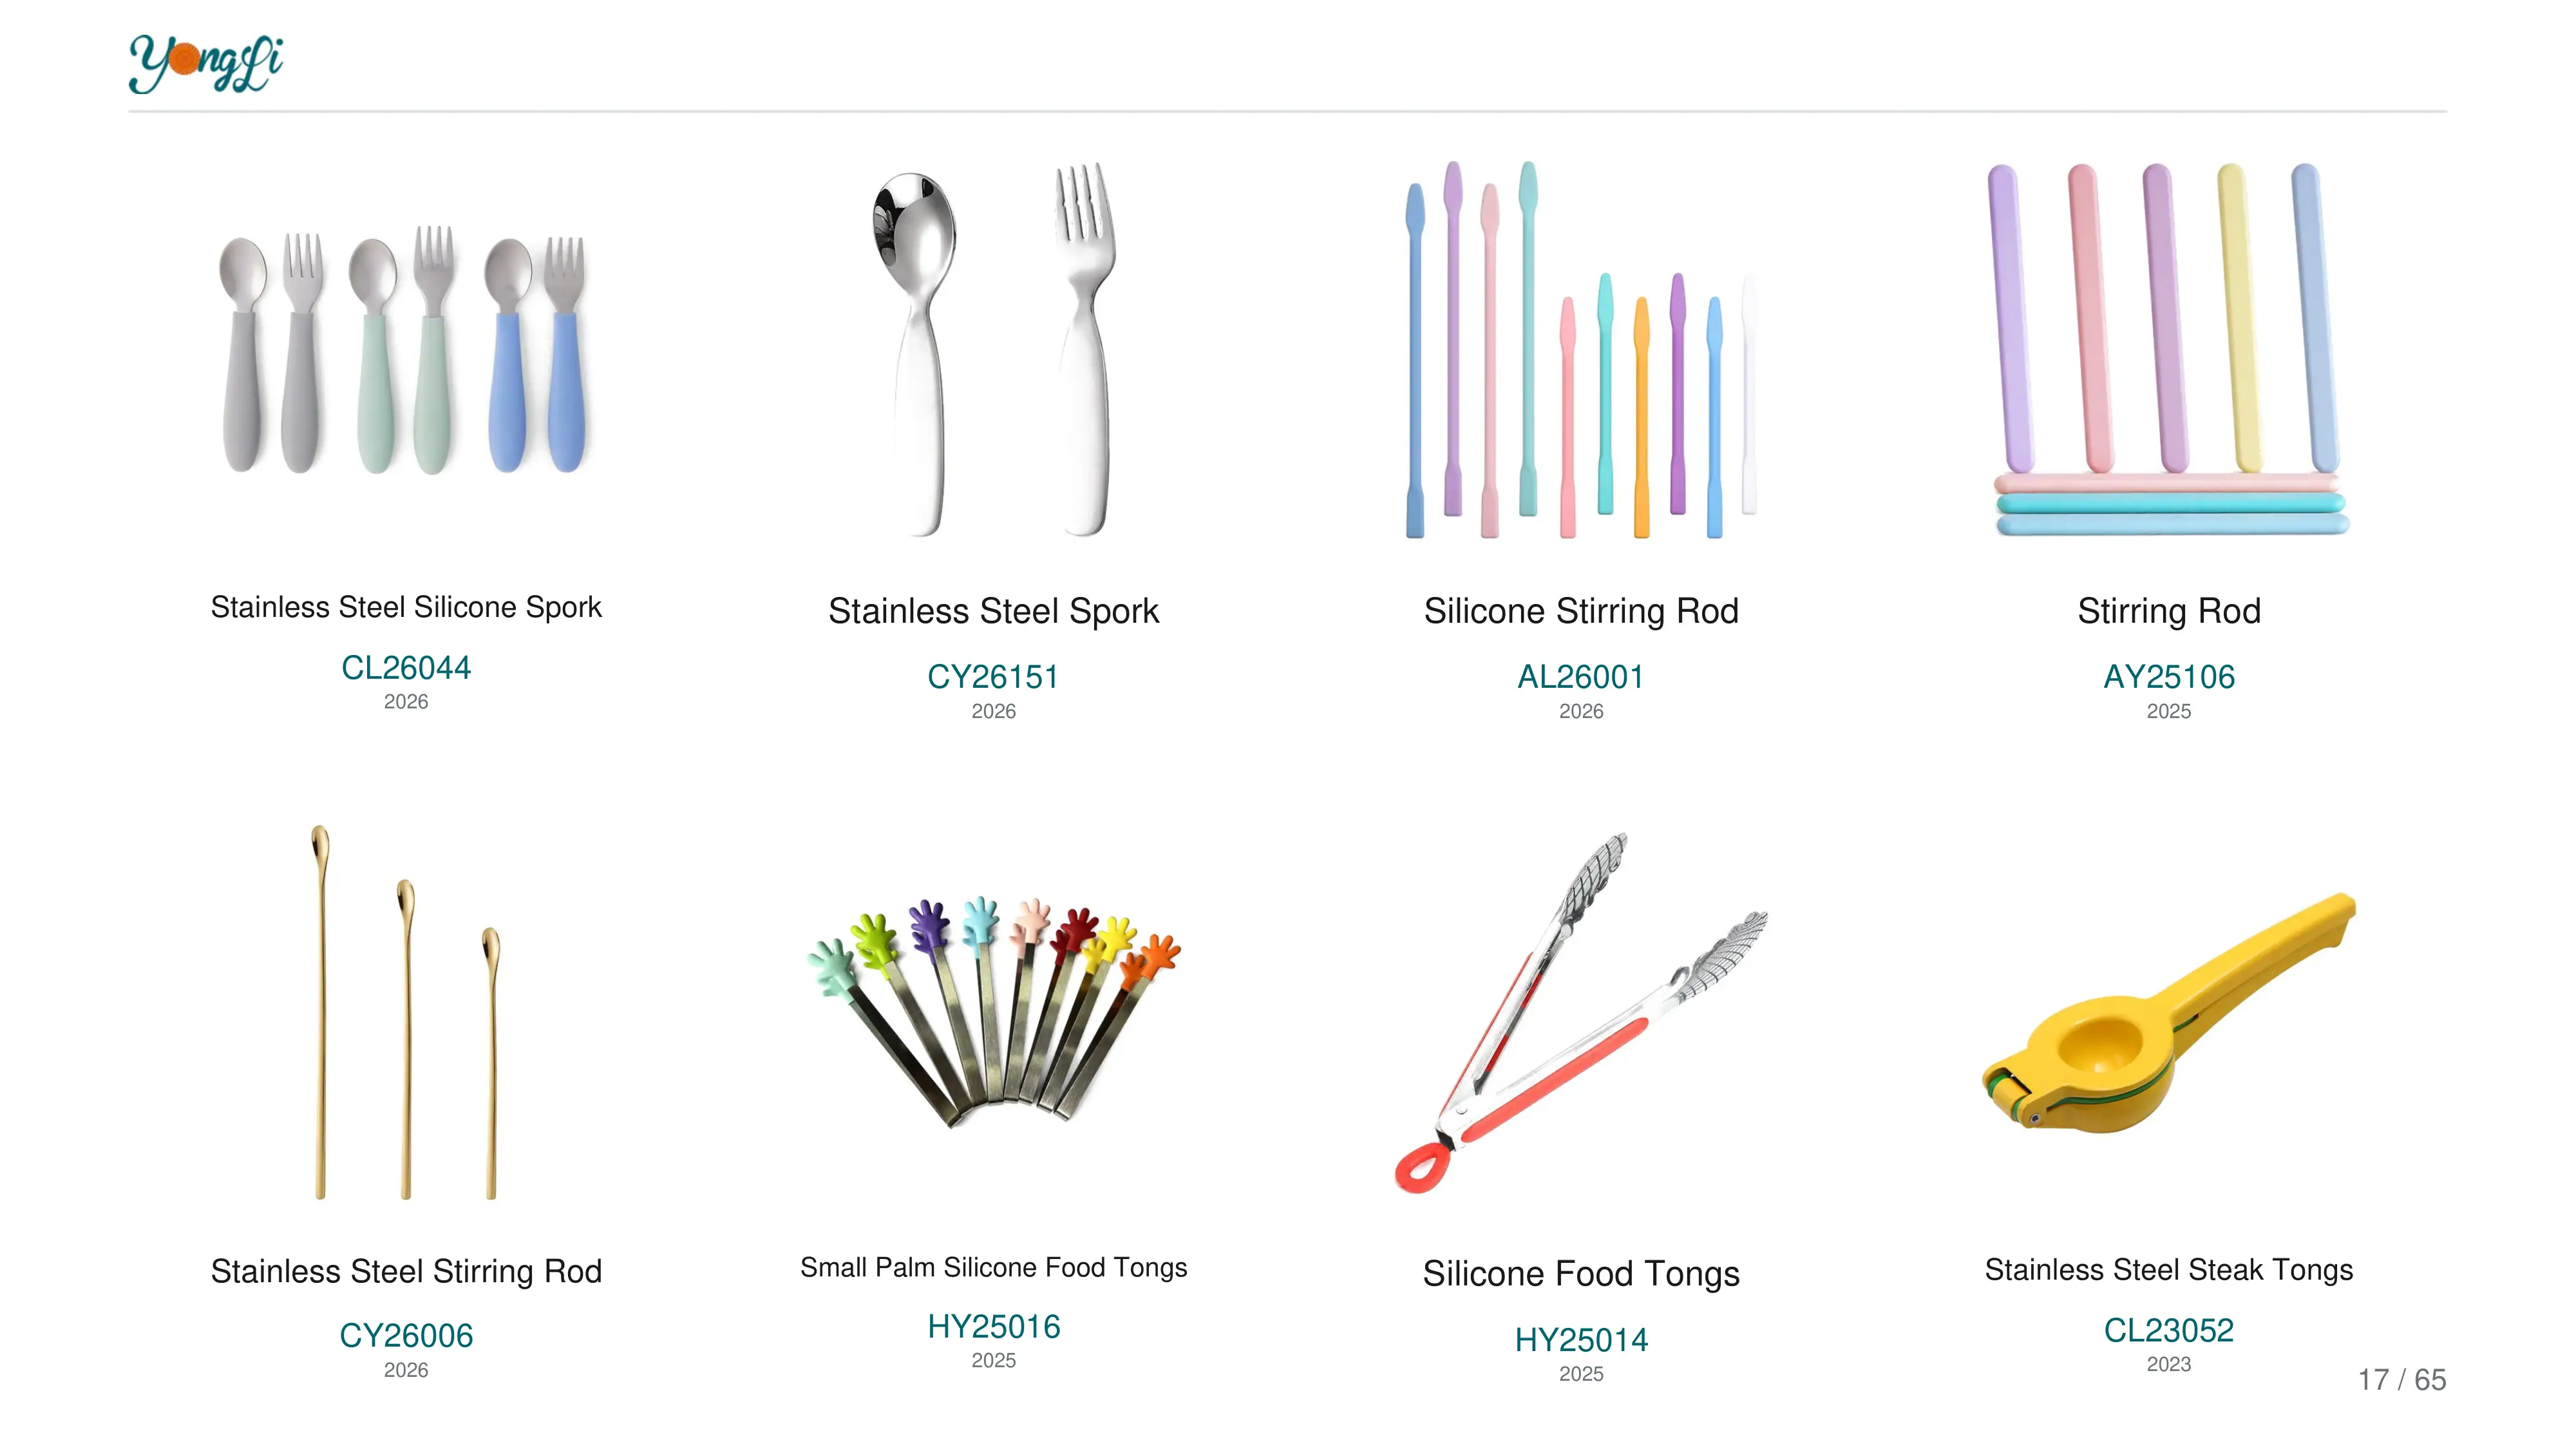 YongLi
Stainless Steel Silicone Spork
CL26044
2026
Stainless Steel Spork
CY26151
2026
Silicone Stirring Rod
AL26001
2026
Stirring Rod
AY25106
2025
Stainless Steel Stirring Rod
CY26006
2026
Small Palm Silicone Food Tongs
HY25016
2025
Silicone Food Tongs
HY25014
2025
Stainless Steel Steak Tongs
CL23052
2023
17 / 65